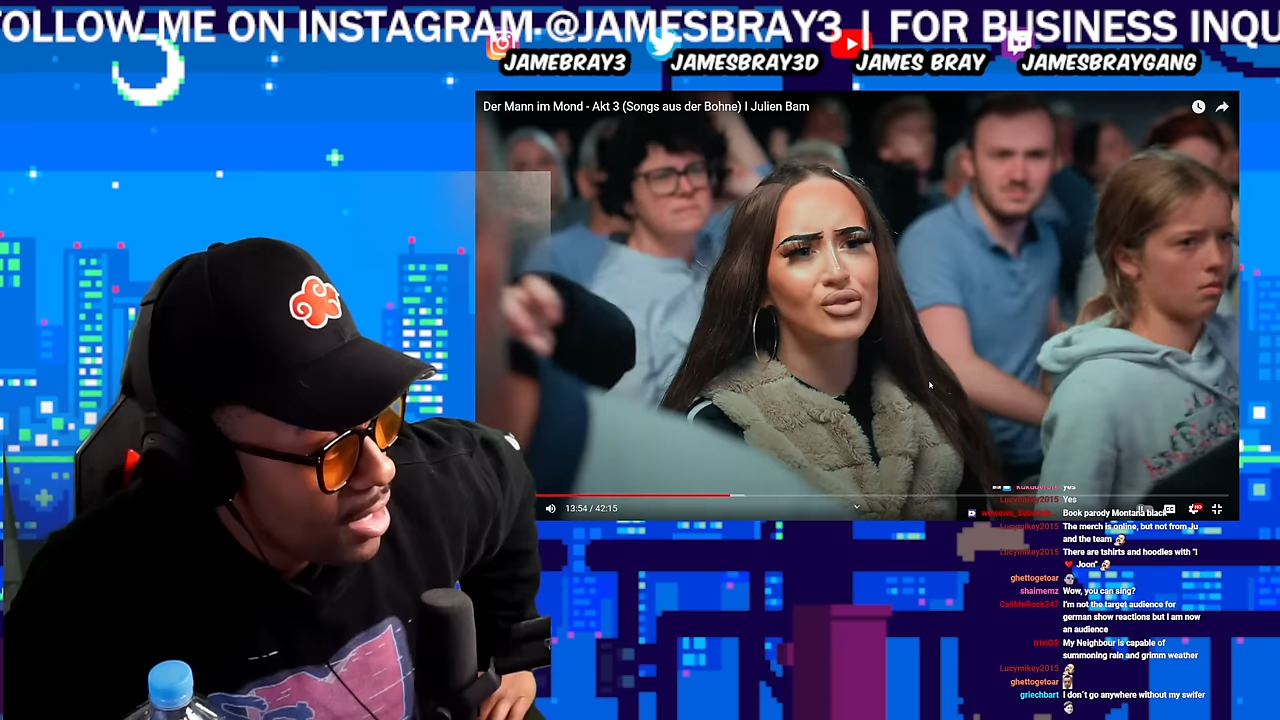 OLLOW ME ON INSTAGRAM @JAMESBRAY3 | FOR BUSINESS INQU
JAMEBRAY3
JAMESBRAY3D
JAMES BRAY
JAMESBRAYGANG
Der Mann im Mond - Akt 3 (Songs aus der Bohne) I Julien Bam
13:54 / 42:15
HD
yes
Lucymikey2015 Yes
Book parody Montana black
Lucymikey2015 The merch is online, but not from Ju
and the team
Lucymikey2015 There are tshirts and hoodies with "I
Joon"
ghettogetoar
shaimemz Wow, you can sing?
CallMeRock247 I'm not the target audience for
german show reactions but I am now
an audience
trixiOS My Neighbour is capable of
summoning rain and grimm weather
Lucymikey2015
ghettogetoar
griechbart I don´t go anywhere without my swifer